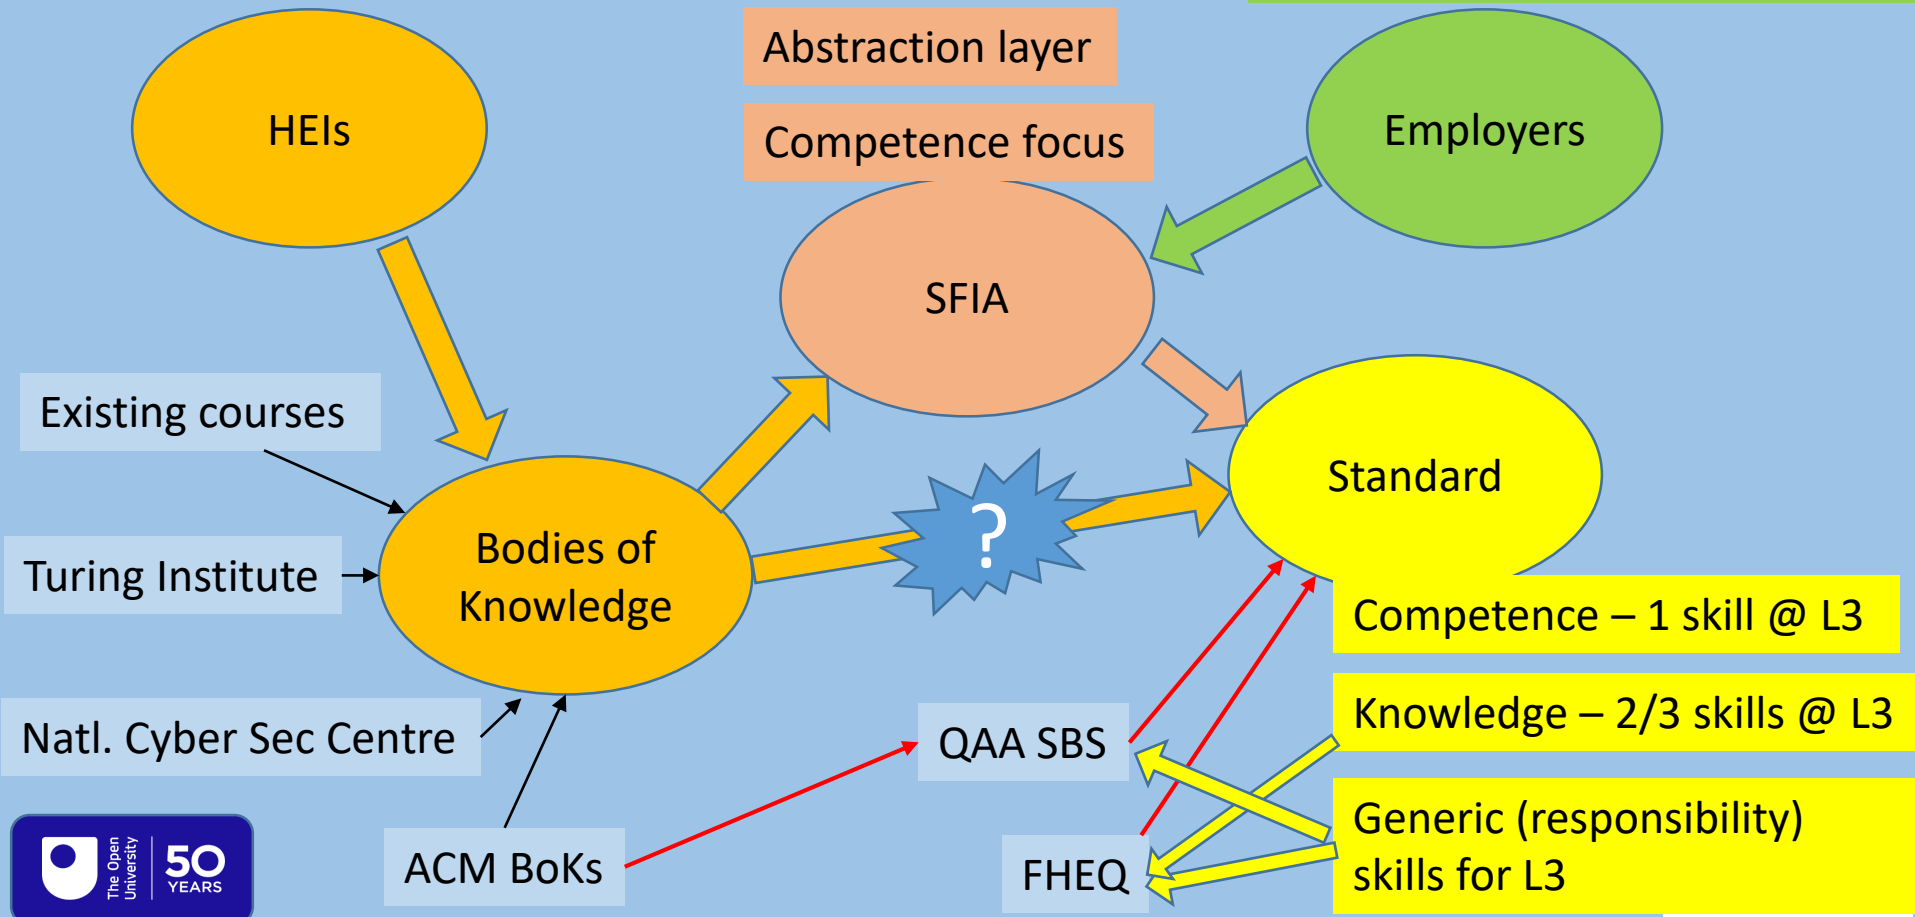 Abstraction layer
HEIs
Employers
Competence focus
SFIA
Existing courses
Standard
?
Bodies of
Knowledge
Turing Institute
Competence – 1 skill @ L3
Knowledge – 2/3 skills @ L3
Natl. Cyber Sec Centre
QAA SBS
Generic (responsibility)
skills for L3
ACM BoKs
FHEQ
The Open
University
50
YEARS